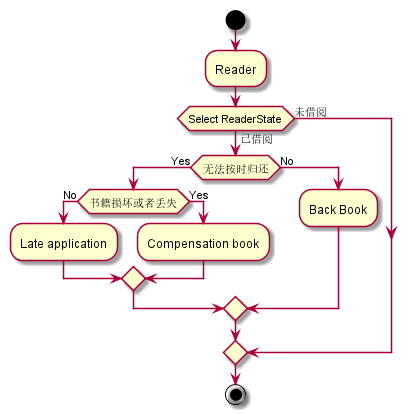 Reader
Select ReaderState
未借阅
已借阅
Yes
无法按时归还
No
No
书籍损坏或者丢失
Yes
Back Book
Late application
Compensation book